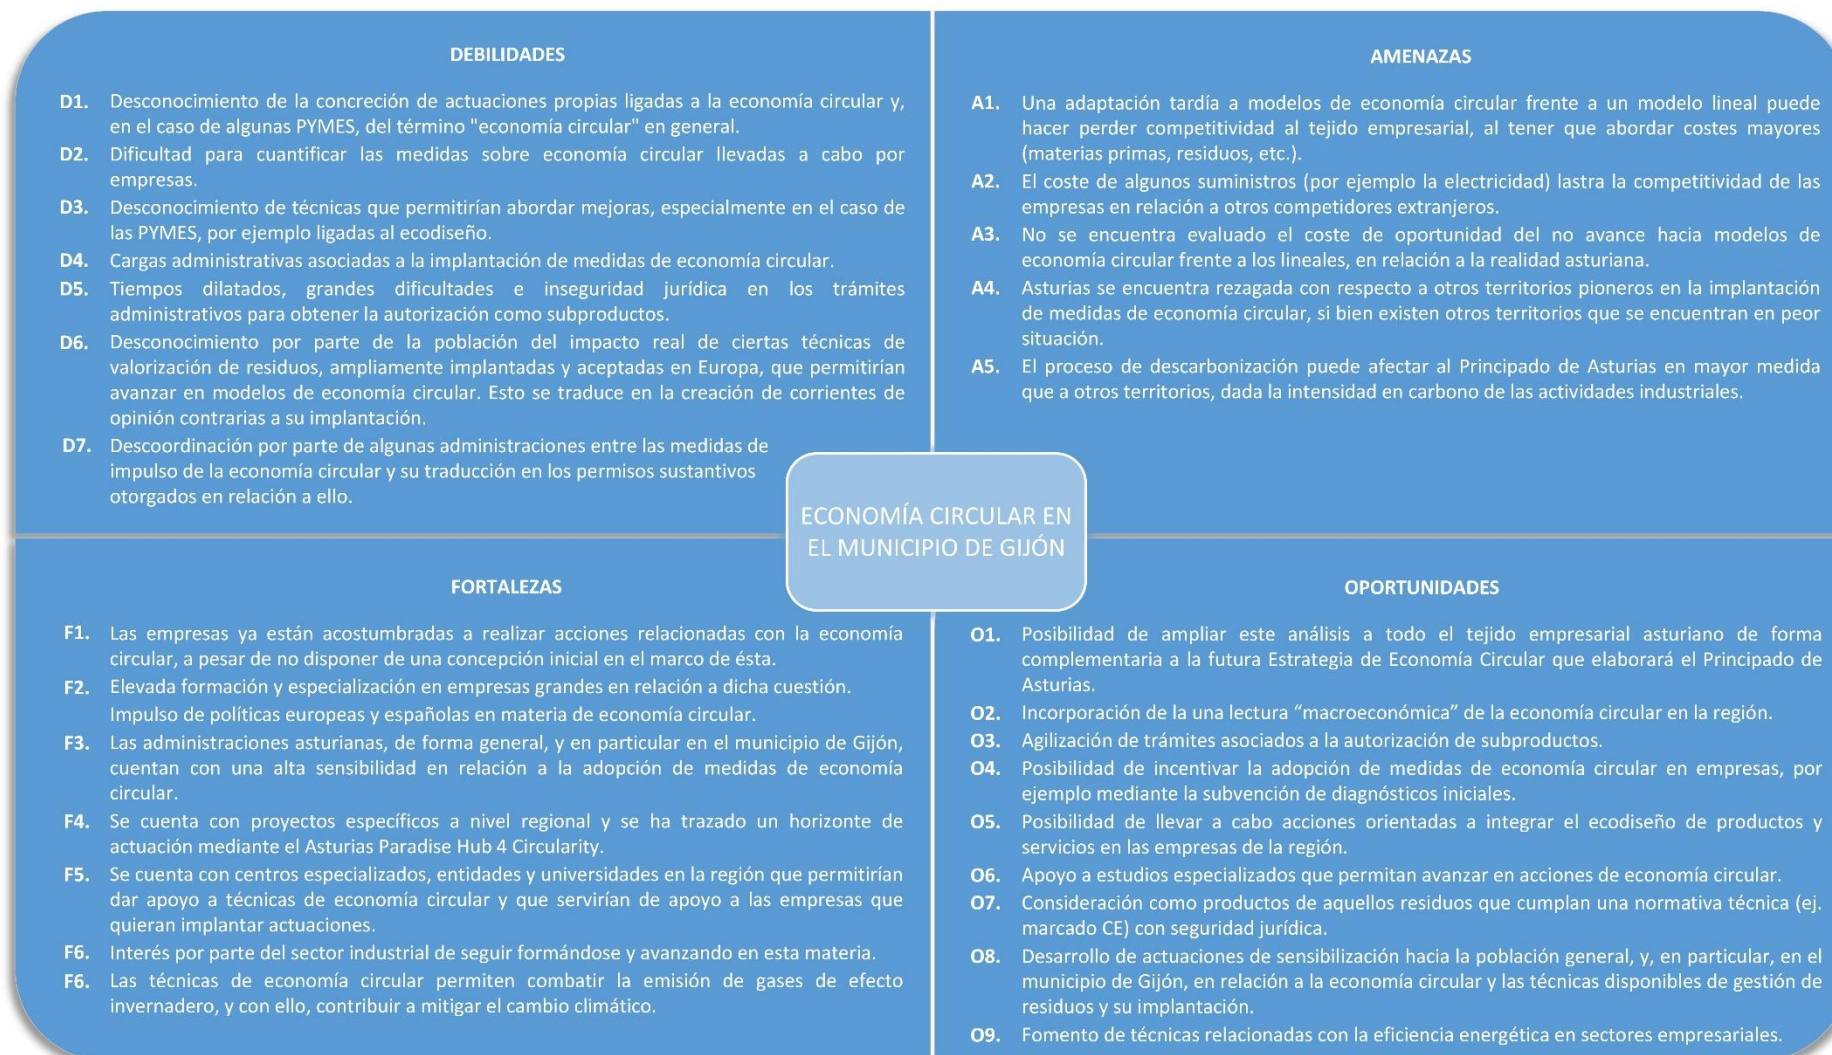 DEBILIDADES
D1. Desconocimiento de la concreción de actuaciones propias ligadas a la economía circular y,
en el caso de algunas PYMES, del término "economía circular" en general.
D2. Dificultad para cuantificar las medidas sobre economía circular llevadas a cabo por
empresas.
D3. Desconocimiento de técnicas que permitirían abordar mejoras, especialmente en el caso de
las PYMES, por ejemplo ligadas al ecodiseño.
D4. Cargas administrativas asociadas a la implantación de medidas de economía circular.
D5. Tiempos dilatados, grandes dificultades e inseguridad jurídica en los trámites
administrativos para obtener la autorización como subproductos.
D6. Desconocimiento por parte de la población del impacto real de ciertas técnicas de
valorización de residuos, ampliamente implantadas y aceptadas en Europa, que permitirían
avanzar en modelos de economía circular. Esto se traduce en la creación de corrientes de
opinión contrarias a su implantación.
D7. Descoordinación por parte de algunas administraciones entre las medidas de
impulso de la economía circular y su traducción en los permisos sustantivos
otorgados en relación a ello.
AMENAZAS
A1. Una adaptación tardía a modelos de economía circular frente a un modelo lineal puede
hacer perder competitividad al tejido empresarial, al tener que abordar costes mayores
(materias primas, residuos, etc.).
A2. El coste de algunos suministros (por ejemplo la electricidad) lastra la competitividad de las
empresas en relación a otros competidores extranjeros.
A3. No se encuentra evaluado el coste de oportunidad del no avance hacia modelos de
economía circular frente a los lineales, en relación a la realidad asturiana.
A4. Asturias se encuentra rezagada con respecto a otros territorios pioneros en la implantación
de medidas de economía circular, si bien existen otros territorios que se encuentran en peor
situación.
A5. El proceso de descarbonización puede afectar al Principado de Asturias en mayor medida
que a otros territorios, dada la intensidad en carbono de las actividades industriales.
ECONOMÍA CIRCULAR EN
EL MUNICIPIO DE GIJÓN
FORTALEZAS
F1. Las empresas ya están acostumbradas a realizar acciones relacionadas con la economía
circular, a pesar de no disponer de una concepción inicial en el marco de ésta.
F2. Elevada formación y especialización en empresas grandes en relación a dicha cuestión.
Impulso de políticas europeas y españolas en materia de economía circular.
F3. Las administraciones asturianas, de forma general, y en particular en el municipio de Gijón,
cuentan con una alta sensibilidad en relación a la adopción de medidas de economía
circular.
F4. Se cuenta con proyectos específicos a nivel regional y se ha trazado un horizonte de
actuación mediante el Asturias Paradise Hub 4 Circularity.
F5. Se cuenta con centros especializados, entidades y universidades en la región que permitirían
dar apoyo a técnicas de economía circular y que servirían de apoyo a las empresas que
quieran implantar actuaciones.
F6. Interés por parte del sector industrial de seguir formándose y avanzando en esta materia.
F6. Las técnicas de economía circular permiten combatir la emisión de gases de efecto
invernadero, y con ello, contribuir a mitigar el cambio climático.
OPORTUNIDADES
O1. Posibilidad de ampliar este análisis a todo el tejido empresarial asturiano de forma
complementaria a la futura Estrategia de Economía Circular que elaborará el Principado de
Asturias.
O2. Incorporación de la una lectura “macroeconómica” de la economía circular en la región.
O3. Agilización de trámites asociados a la autorización de subproductos.
O4. Posibilidad de incentivar la adopción de medidas de economía circular en empresas, por
ejemplo mediante la subvención de diagnósticos iniciales.
O5. Posibilidad de llevar a cabo acciones orientadas a integrar el ecodiseño de productos y
servicios en las empresas de la región.
O6. Apoyo a estudios especializados que permitan avanzar en acciones de economía circular.
O7. Consideración como productos de aquellos residuos que cumplan una normativa técnica (ej.
marcado CE) con seguridad jurídica.
O8. Desarrollo de actuaciones de sensibilización hacia la población general, y, en particular, en el
municipio de Gijón, en relación a la economía circular y las técnicas disponibles de gestión de
residuos y su implantación.
O9. Fomento de técnicas relacionadas con la eficiencia energética en sectores empresariales.